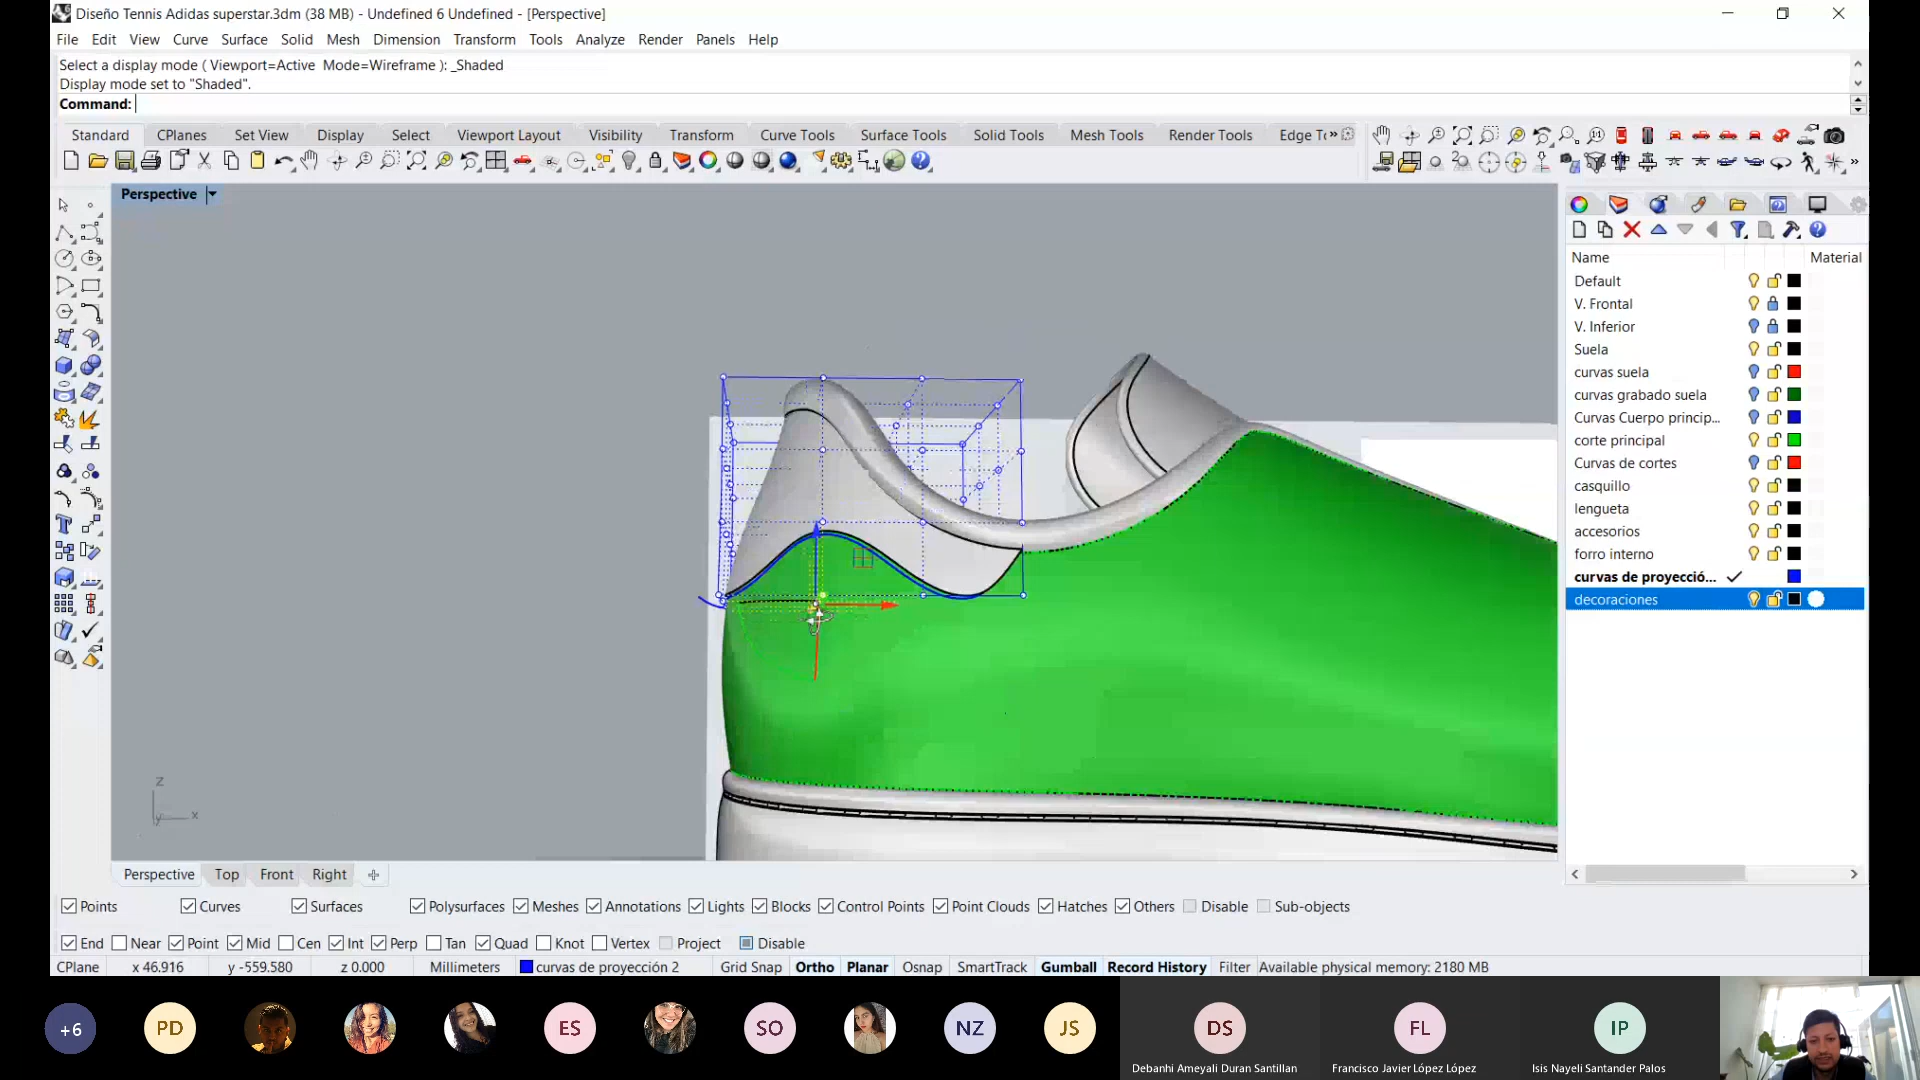 Diseño Tennis Adidas superstar.3dm (38 MB) - Undefined 6 Undefined - [Perspective]
File Edit View Curve Surface Solid Mesh Dimension Transform Tools Analyze Render Panels Help
Select a display mode ( Viewport=Active Mode=Wireframe ): _Shaded
Display mode set to "Shaded".
Command:
Standard CPlanes Set View Display Select Viewport Layout Visibility Transform Curve Tools Surface Tools Solid Tools Mesh Tools Render Tools Edge To »
Perspective
Name Material
Default
V. Frontal
V. Inferior
Suela
curvas suela
curvas grabado suela
Curvas Cuerpo princip...
corte principal
Curvas de cortes
casquillo
lengueta
accesorios
forro interno
curvas de proyecció...
decoraciones
z
x
y
Perspective Top Front Right
Points Curves Surfaces Polysurfaces Meshes Annotations Lights Blocks Control Points Point Clouds Hatches Others Disable Sub-objects
End Near Point Mid Cen Int Perp Tan Quad Knot Vertex Project Disable
CPlane x 46.916 y -559.580 z 0.000 Millimeters curvas de proyección 2 Grid Snap Ortho Planar Osnap SmartTrack Gumball Record History Filter Available physical memory: 2180 MB
+6 PD ES SO NZ JS DS FL IP
Debanhi Ameyali Duran Santillan Francisco Javier López López Isis Nayeli Santander Palos